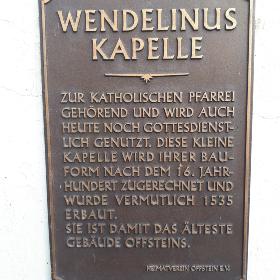 WENDELINUS
KAPELLE
ZUR KATHOLISCHEN PFARREI
GEHÖREND UND WIRD AUCH
HEUTE NOCH GOTTESDIENST-
LICH GENUTZT. DIESE KLEINE
KAPELLE WIRD IHRER BAU-
FORM NACH DEM 16. JAHR-
HUNDERT ZUGERECHNET UND
WURDE VERMUTLICH 1535
ERBAUT.
SIE IST DAMIT DAS ÄLTESTE
GEBÄUDE OFFSTEINS.
HEIMATVEREIN OFFSTEIN E.V.